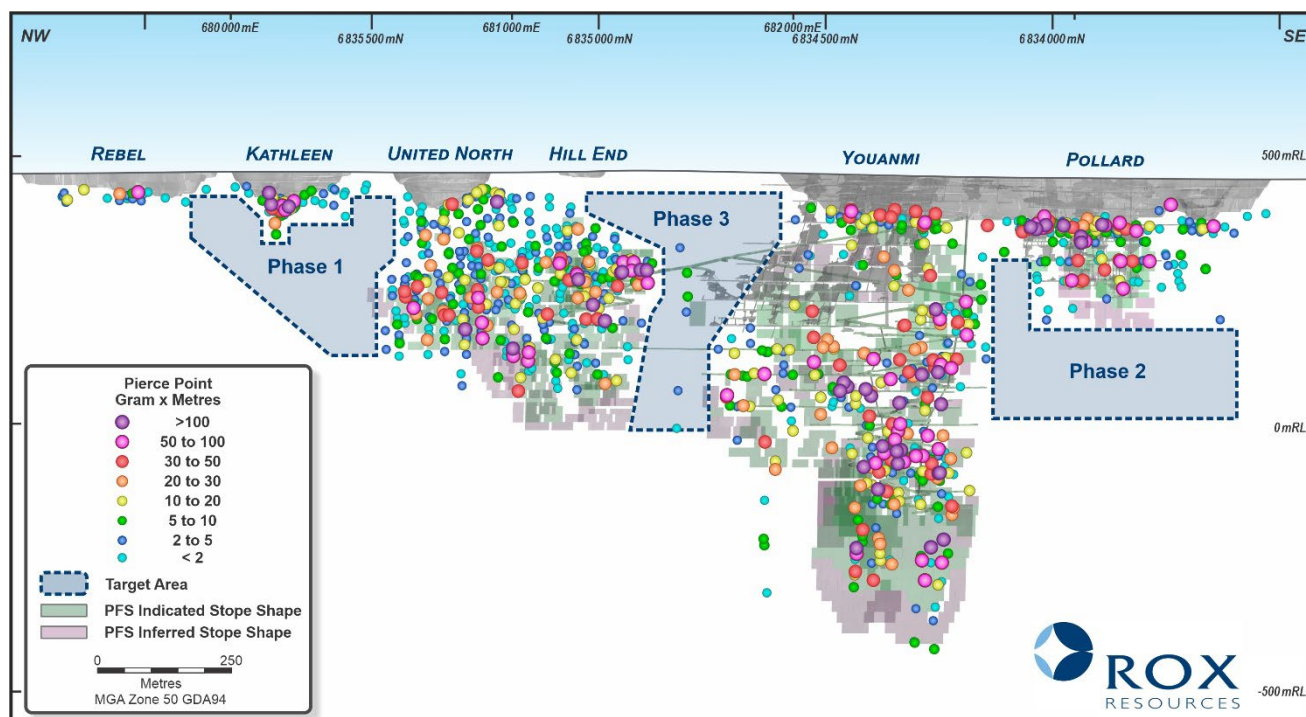 NW
680 000 mE
6 835 500 mN
681 000 mE
6 835 000 mN
682 000 mE
6 834 500 mN
6 834 000 mN
SE
500 mRL
REBEL
KATHLEEN
UNITED NORTH
HILL END
YOUANMI
POLLARD
Phase 1
Phase 3
Phase 2
0 mRL
-500 mRL
Pierce Point
Gram x Metres
>100
50 to 100
30 to 50
20 to 30
10 to 20
5 to 10
2 to 5
< 2
Target Area
PFS Indicated Stope Shape
PFS Inferred Stope Shape
0 250
Metres
MGA Zone 50 GDA94
ROX
RESOURCES